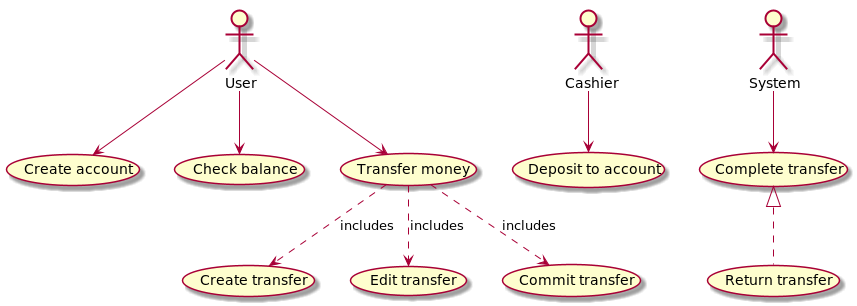 User
Cashier
System
Create account
Check balance
Transfer money
Deposit to account
Complete transfer
includes
includes
includes
Create transfer
Edit transfer
Commit transfer
Return transfer